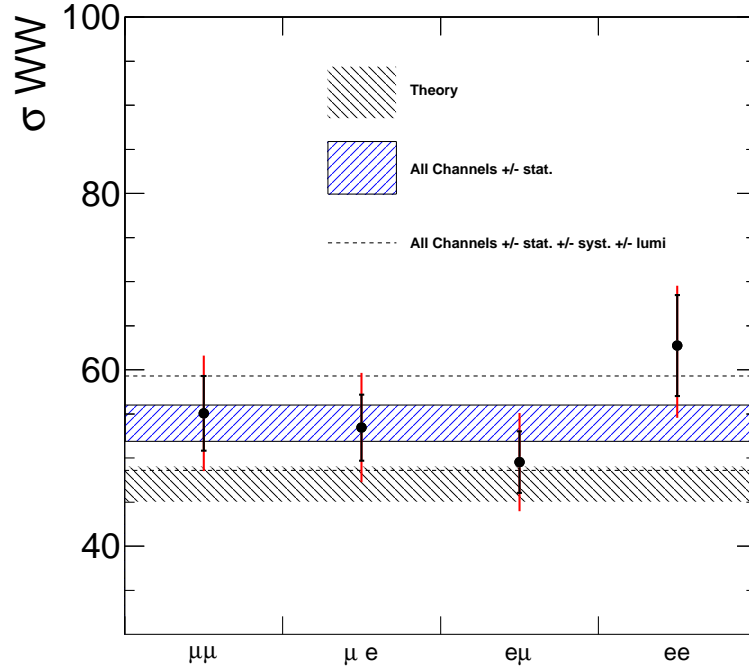 σ WW
100
80
60
40
Theory
All Channels +/- stat.
All Channels +/- stat. +/- syst. +/- lumi
μμ
μ e
eμ
ee